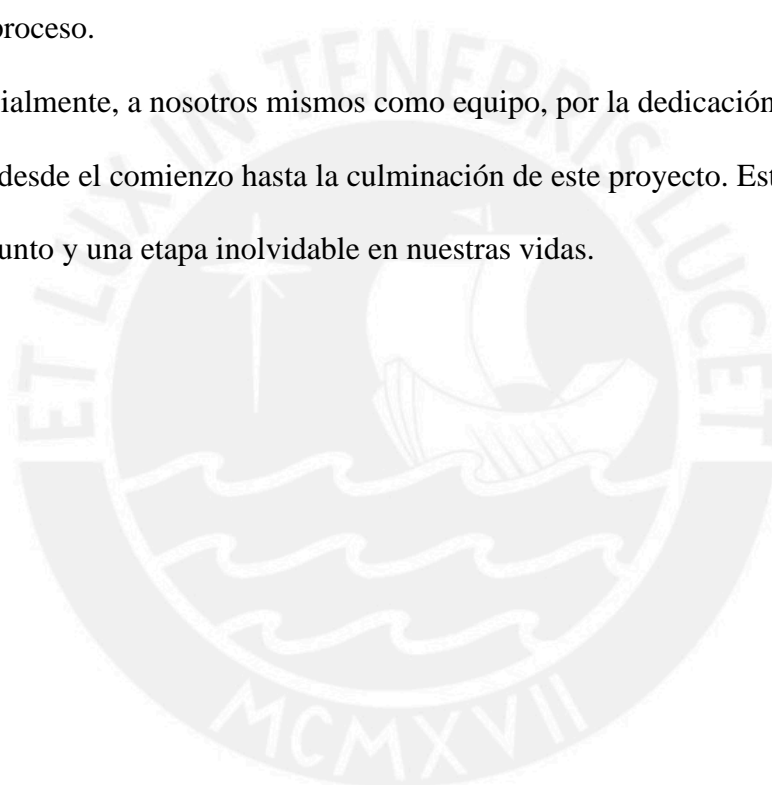 proceso.
cialmente, a nosotros mismos como equipo, por la dedicación
desde el comienzo hasta la culminación de este proyecto. Est
unto y una etapa inolvidable en nuestras vidas.
ET LUX IN TENEBRIS LUCET
MCMXVII